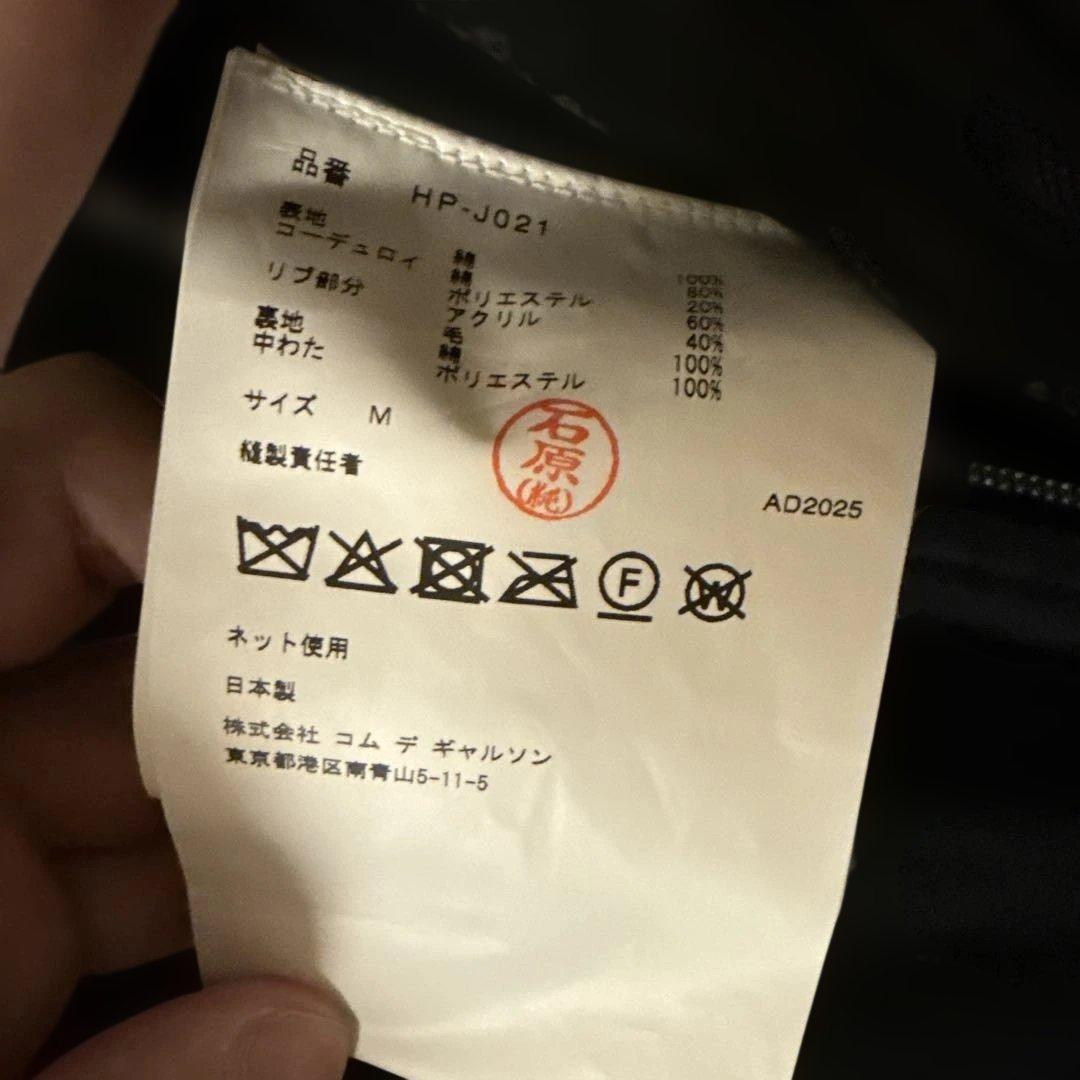 品番 HP-J021
表地 綿 100%
コーデュロイ 綿 80%
ポリエステル 20%
リブ部分 アクリル 60%
毛 40%
裏地 綿 100%
中わた ポリエステル 100%
サイズ M
縫製責任者 石原
AD2025
F
W
ネット使用
日本製
株式会社 コム デ ギャルソン
東京都港区南青山5-11-5